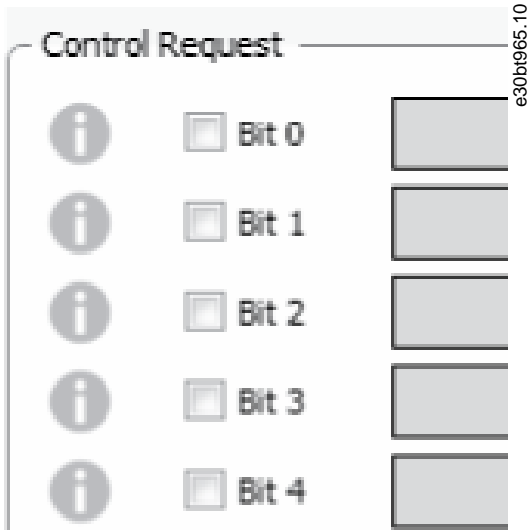 Control Request
Bit 0
Bit 1
Bit 2
Bit 3
Bit 4
e30bt965.10